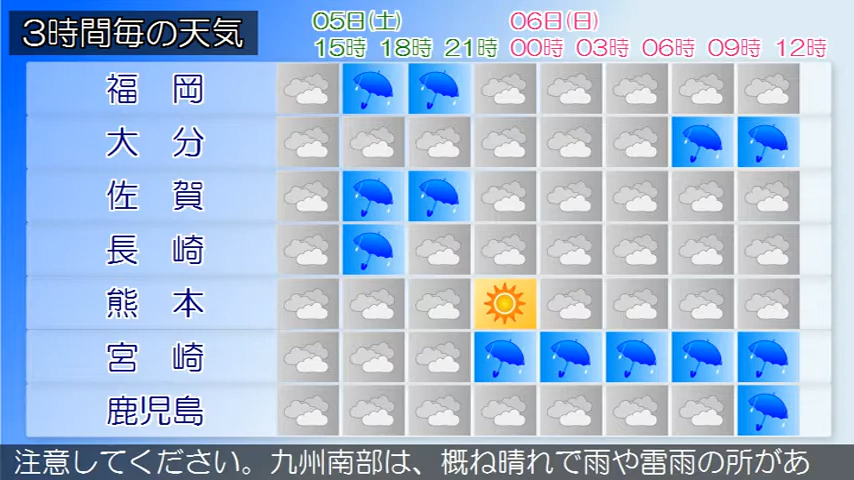 3時間毎の天気
05日(土) 06日(日)
15時 18時 21時 00時 03時 06時 09時 12時
福岡
大分
佐賀
長崎
熊本
宮崎
鹿児島
注意してください。九州南部は、概ね晴れで雨や雷雨の所があ